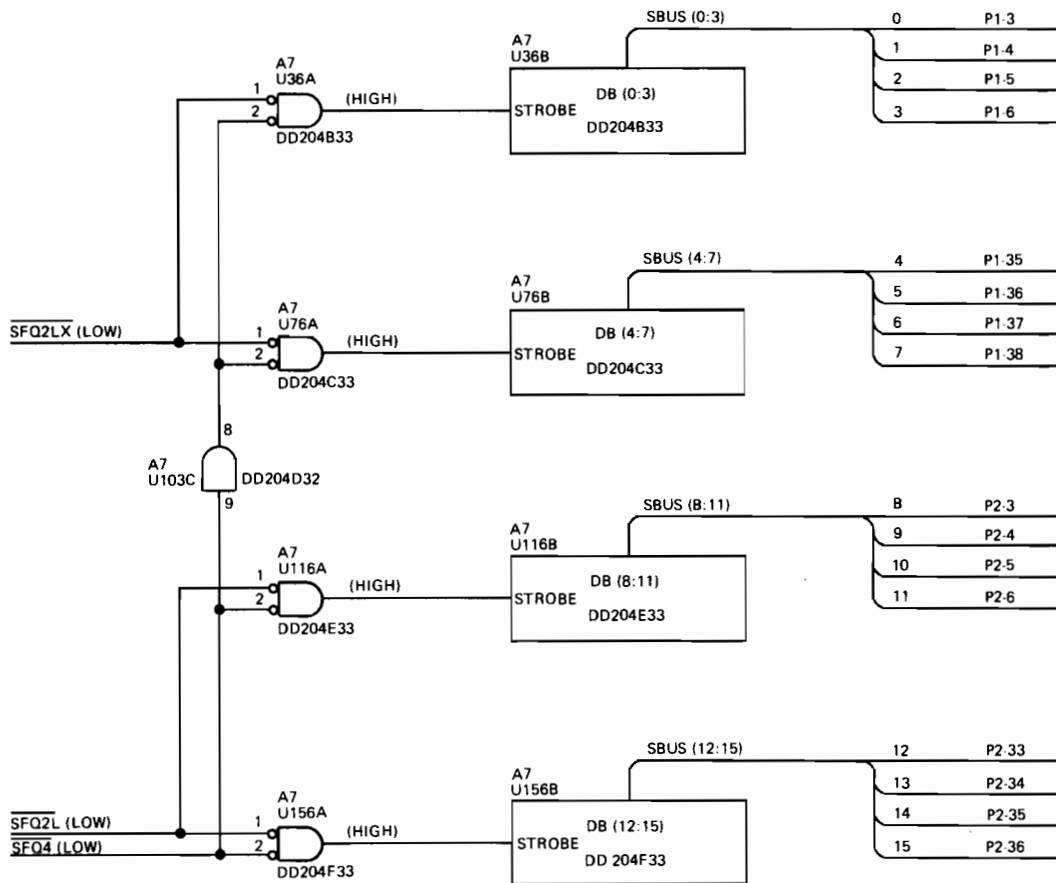 SBUS (0:3)
0 P1-3
1 P1-4
2 P1-5
3 P1-6
A7
U36B
DB (0:3)
STROBE
DD204B33
A7
U36A
1
2
(HIGH)
DD204B33
SBUS (4:7)
4 P1-35
5 P1-36
6 P1-37
7 P1-38
A7
U76B
DB (4:7)
STROBE
DD204C33
A7
U76A
1
2
(HIGH)
DD204C33
SFQ2LX (LOW)
8
A7
U103C
DD204D32
9
SBUS (B:11)
B P2-3
9 P2-4
10 P2-5
11 P2-6
A7
U116B
DB (8:11)
STROBE
DD204E33
A7
U116A
1
2
(HIGH)
DD204E33
SBUS (12:15)
12 P2-33
13 P2-34
14 P2-35
15 P2-36
A7
U156B
DB (12:15)
STROBE
DD 204F33
A7
U156A
1
2
(HIGH)
DD204F33
SFQ2L (LOW)
SFQ4 (LOW)